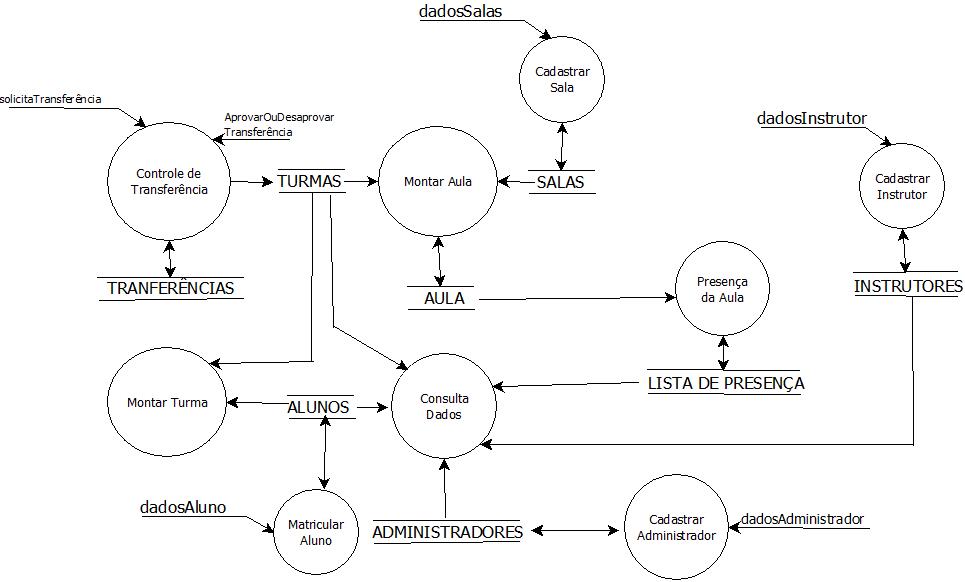 dadosSalas
Cadastrar
Sala
solicitaTransferência
AprovarOuDesaprovar
Transferência
dadosInstrutor
Controle de
Transferência
TURMAS
Montar Aula
SALAS
Cadastrar
Instrutor
TRANFERÊNCIAS
AULA
Presença
da Aula
INSTRUTORES
LISTA DE PRESENÇA
Montar Turma
ALUNOS
Consulta
Dados
dadosAluno
Matricular
Aluno
ADMINISTRADORES
Cadastrar
Administrador
dadosAdministrador